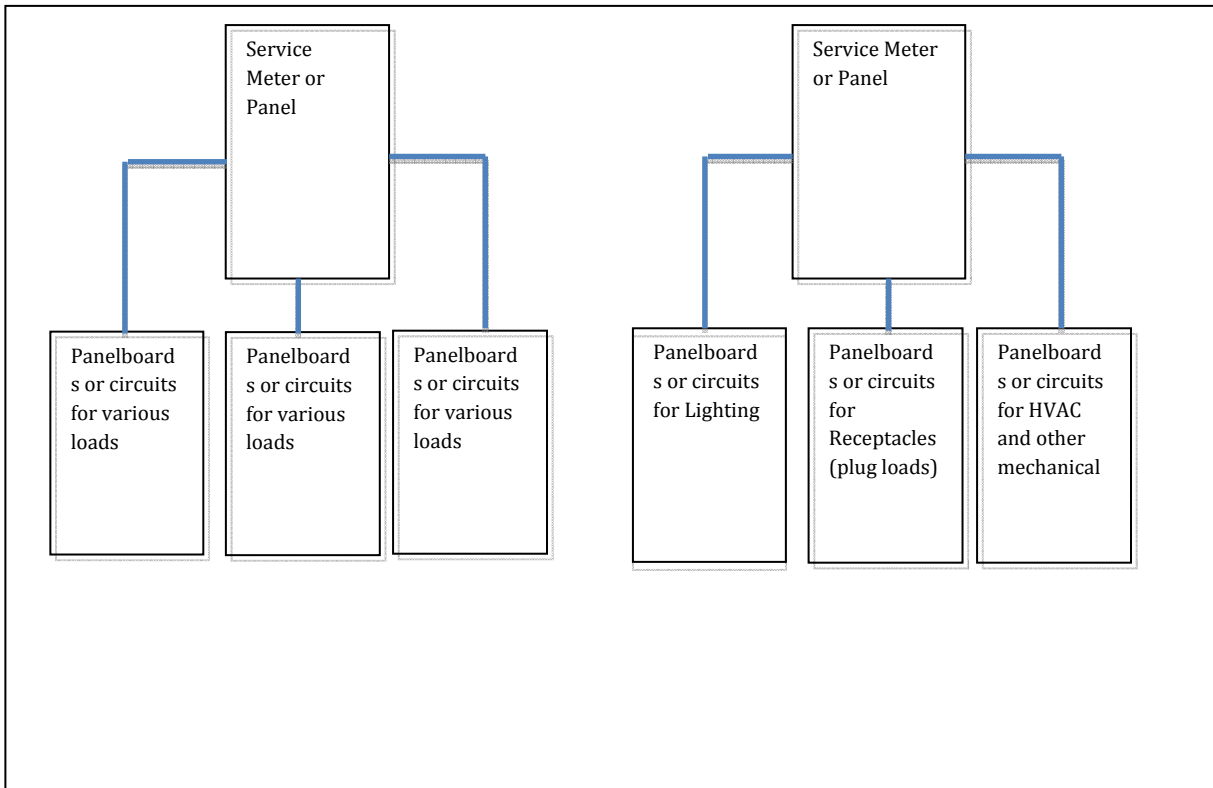 Service
Meter or
Panel
Service Meter
or Panel
Panelboard
s or circuits
for various
loads
Panelboard
s or circuits
for various
loads
Panelboard
s or circuits
for various
loads
Panelboard
s or circuits
for Lighting
Panelboard
s or circuits
for
Receptacles
(plug loads)
Panelboard
s or circuits
for HVAC
and other
mechanical